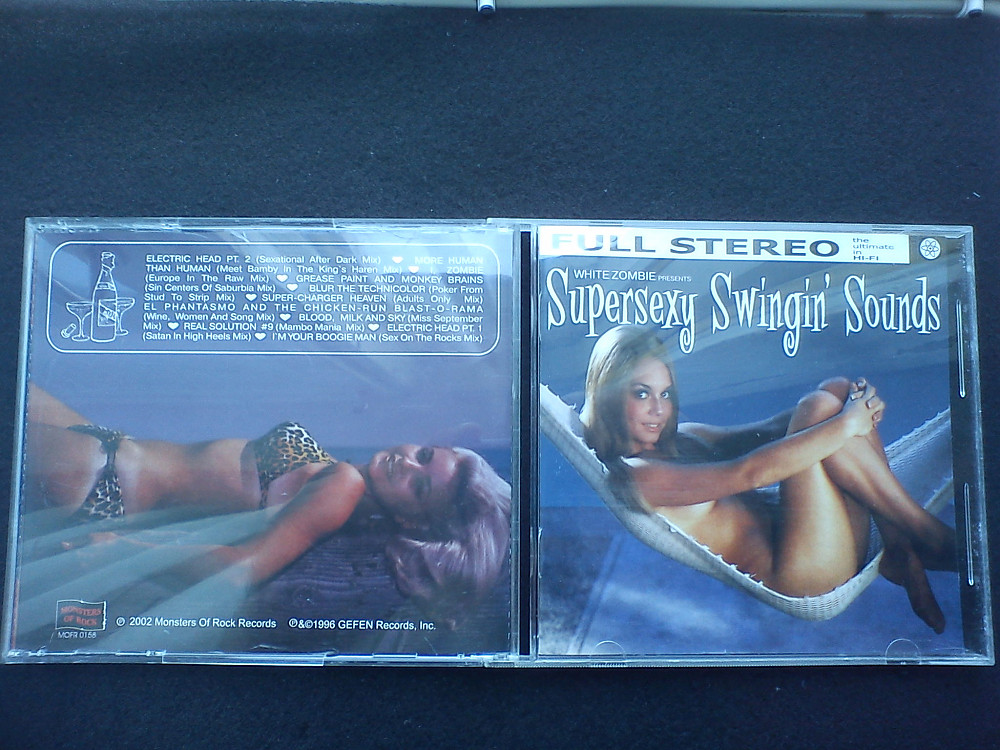 ELECTRIC HEAD PT. 2 (Sexational After Dark Mix) ♥ MORE HUMAN
THAN HUMAN (Meet Bamby In The King's Haren Mix) ♥ I, ZOMBIE
(Europe In The Raw Mix) ♥ GREASE PAINT AND MONKEY BRAINS
(Sin Centers Of Saburbia Mix) ♥ BLUR THE TECHNICOLOR (Poker From
Stud To Strip Mix) ♥ SUPER-CHARGER HEAVEN (Adults Only Mix)
EL PHANTASMO AND THE CHICKEN-RUN BLAST-O-RAMA
(Wine, Women And Song Mix) ♥ BLOOD, MILK AND SKY (Miss September
Mix) ♥ REAL SOLUTION #9 (Mambo Mania Mix) ♥ ELECTRIC HEAD PT. 1
(Satan In High Heels Mix) ♥ I'M YOUR BOOGIE MAN (Sex On The Rocks Mix)
MONSTERS
OF ROCK
MOFR 0158
℗ 2002 Monsters Of Rock Records ℗&©1996 GEFEN Records, Inc.
FULL STEREO
the
ultimate
in
HI-FI
WHITE ZOMBIE PRESENTS
Supersexy Swingin' Sounds